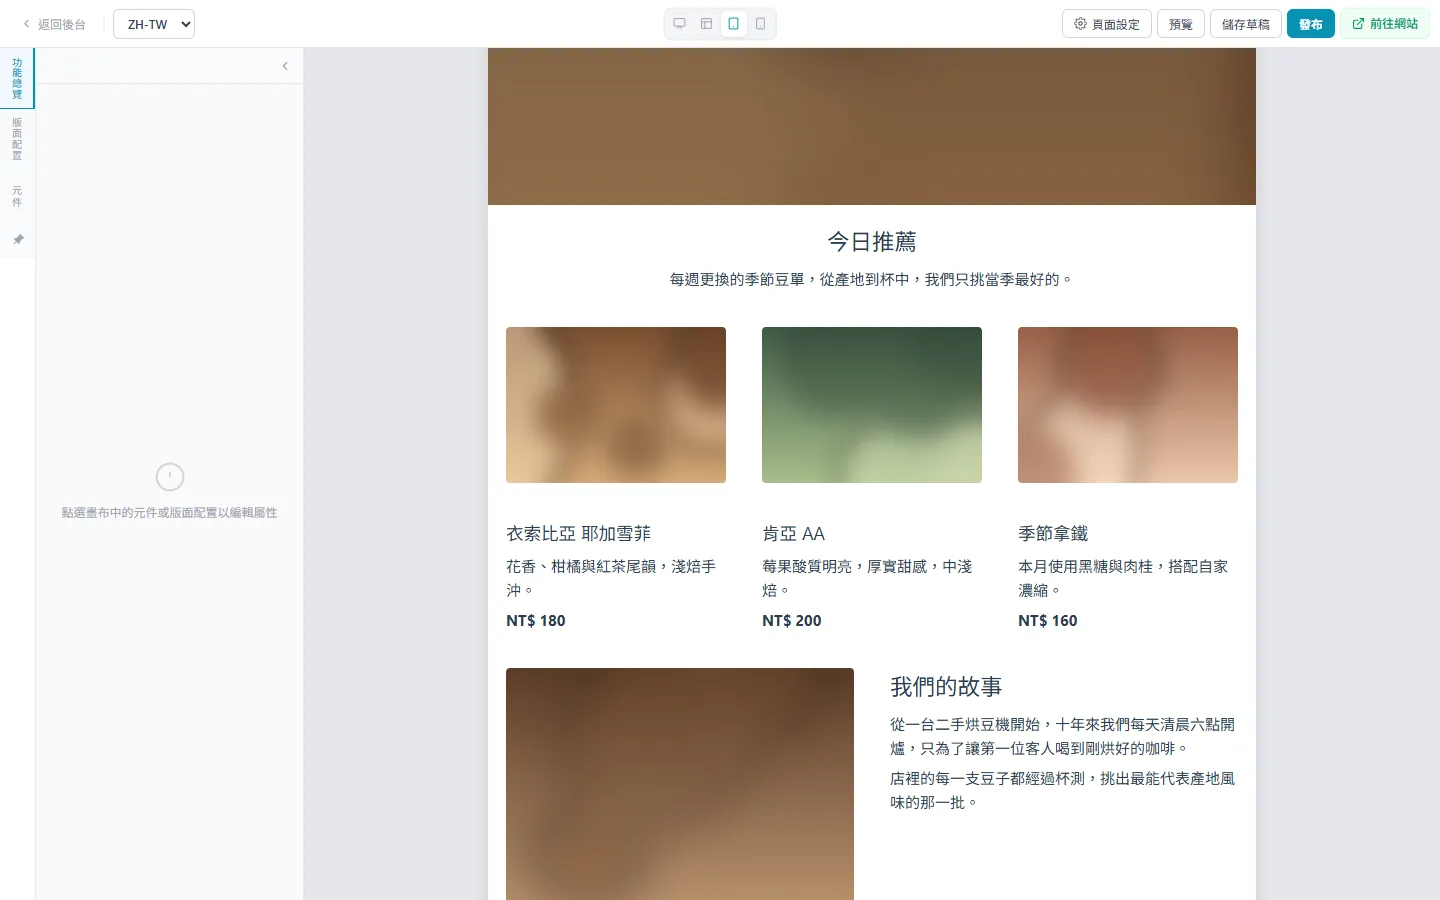 返回後台
ZH-TW
頁面設定
預覽
儲存草稿
發布
前往網站
功能總覽
版面配置
元件
點選畫布中的元件或版面配置以編輯屬性
今日推薦
每週更換的季節豆單，從產地到杯中，我們只挑當季最好的。
衣索比亞 耶加雪菲
花香、柑橘與紅茶尾韻，淺焙手
沖。
NT$ 180
肯亞 AA
莓果酸質明亮，厚實甜感，中淺
焙。
NT$ 200
季節拿鐵
本月使用黑糖與肉桂，搭配自家
濃縮。
NT$ 160
我們的故事
從一台二手烘豆機開始，十年來我們每天清晨六點開
爐，只為了讓第一位客人喝到剛烘好的咖啡。
店裡的每一支豆子都經過杯測，挑出最能代表產地風
味的那一批。